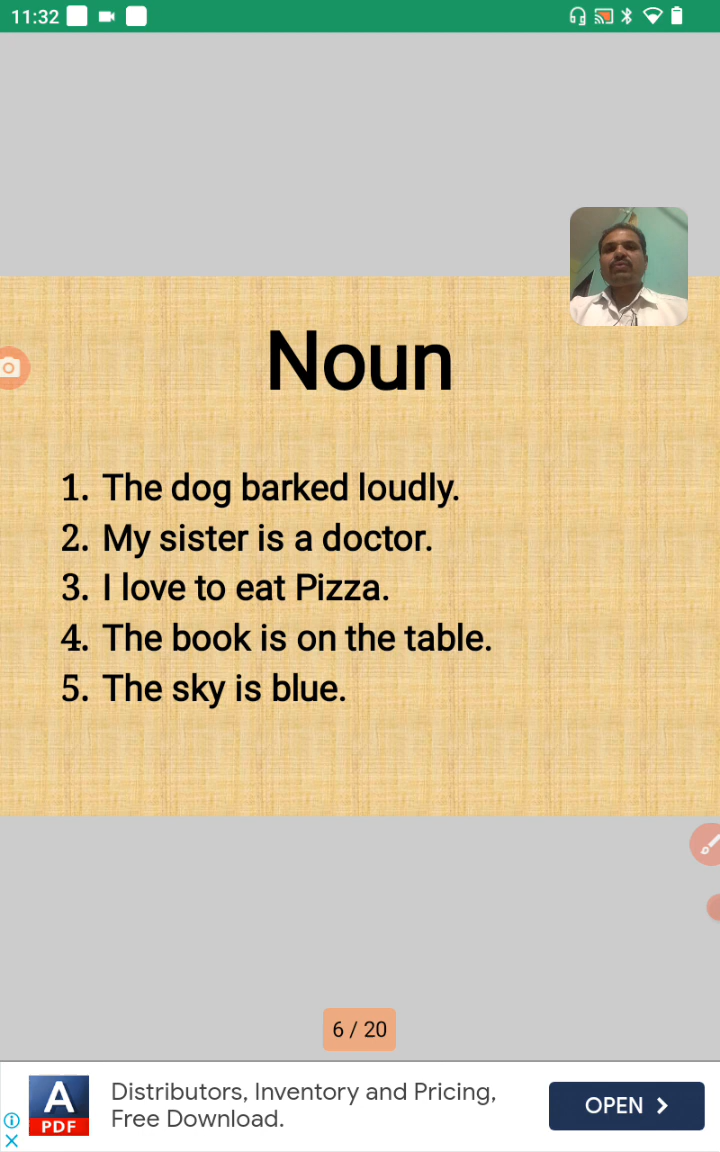 11:32
Noun
1. The dog barked loudly.
2. My sister is a doctor.
3. I love to eat Pizza.
4. The book is on the table.
5. The sky is blue.
6 / 20
A
PDF
Distributors, Inventory and Pricing,
Free Download.
OPEN